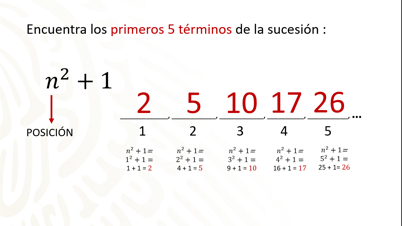 Encuentra los primeros 5 términos de la sucesión :
n² + 1
POSICIÓN
2, 5, 10, 17, 26, ...
1 2 3 4 5
n² + 1= n² + 1= n² + 1= n² + 1= n² + 1=
1² + 1 = 2² + 1 = 3² + 1 = 4² + 1 = 5² + 1 =
1 + 1 = 2 4 + 1 = 5 9 + 1 = 10 16 + 1 = 17 25 + 1 = 26